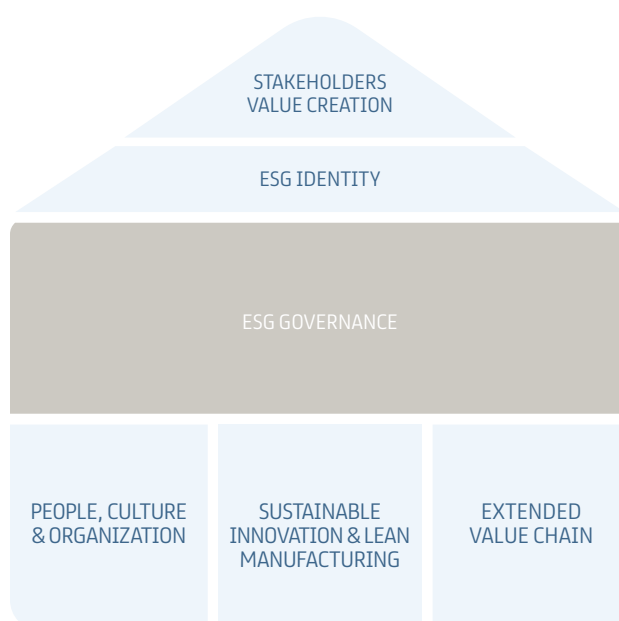 STAKEHOLDERS
VALUE CREATION
ESG IDENTITY
ESG GOVERNANCE
PEOPLE, CULTURE
& ORGANIZATION
SUSTAINABLE
INNOVATION & LEAN
MANUFACTURING
EXTENDED
VALUE CHAIN